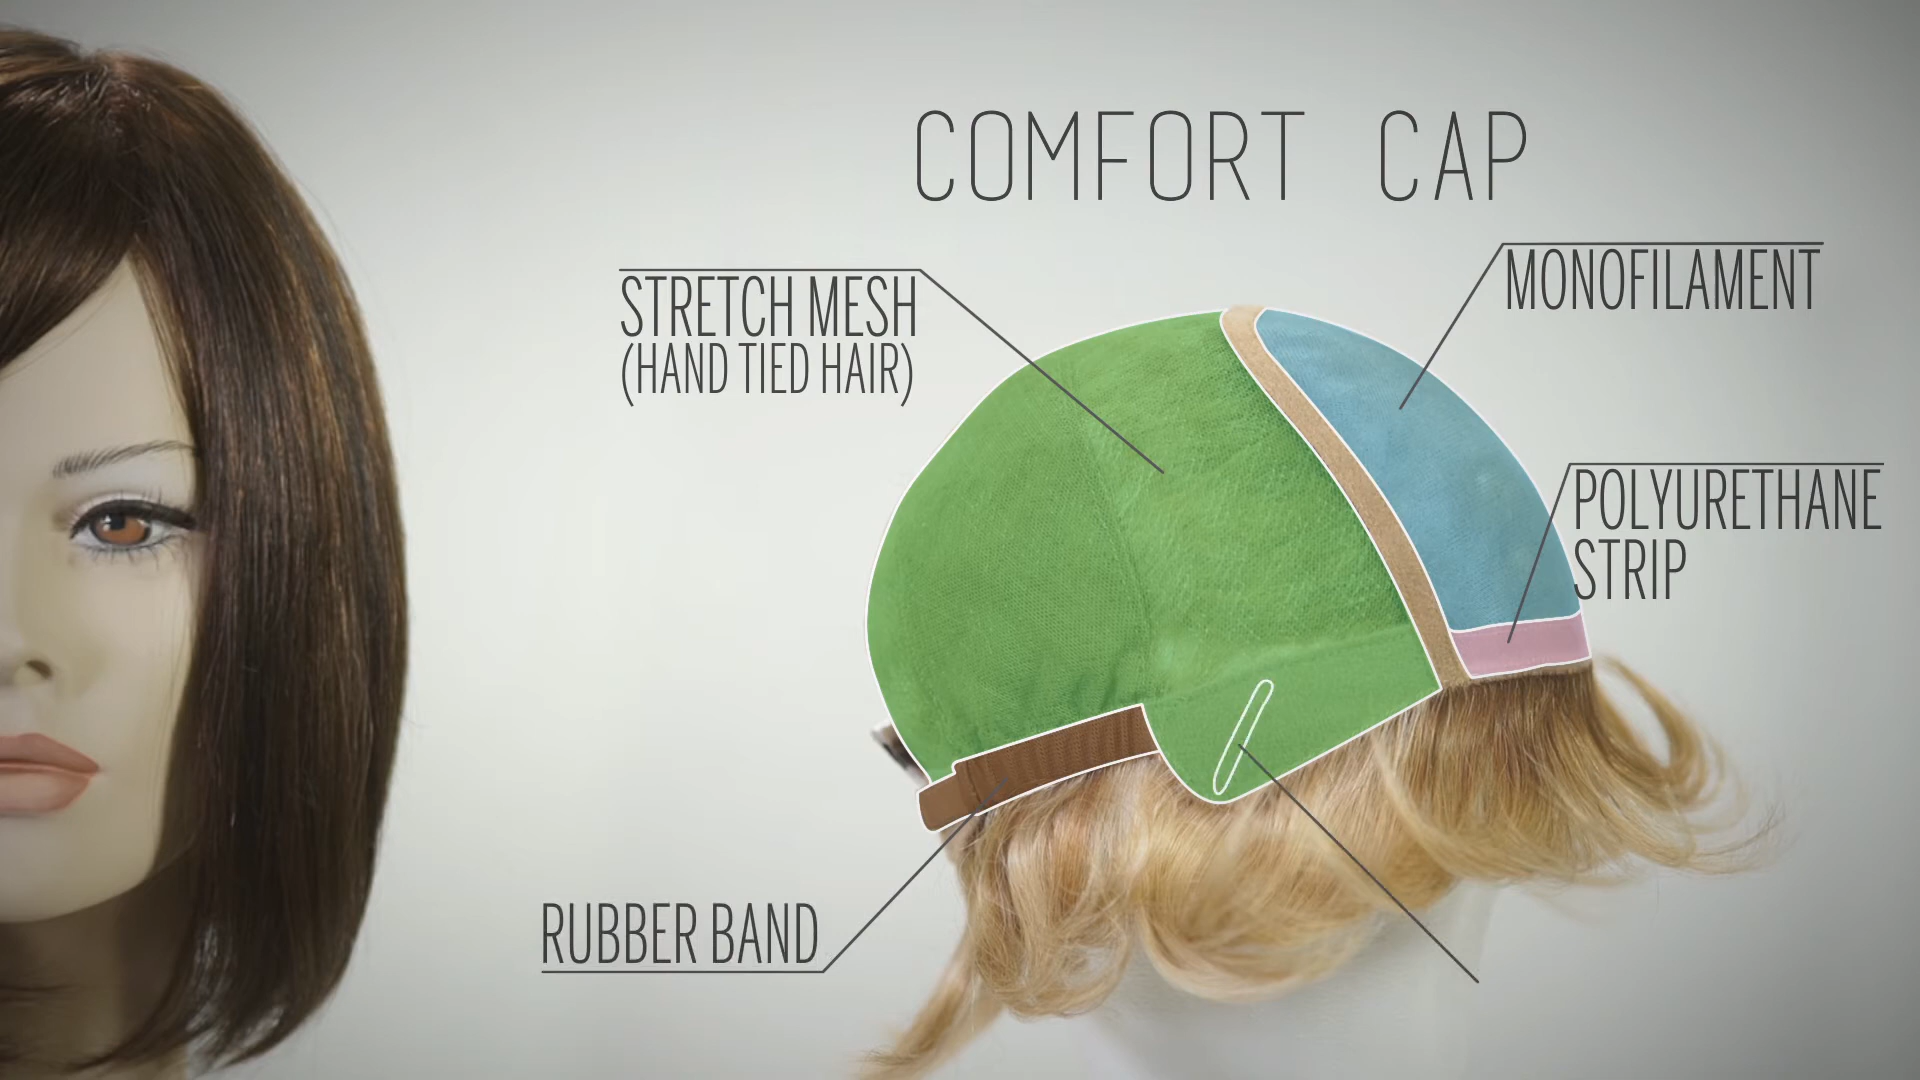 COMFORT CAP
STRETCH MESH
(HAND TIED HAIR)
MONOFILAMENT
POLYURETHANE
STRIP
RUBBER BAND